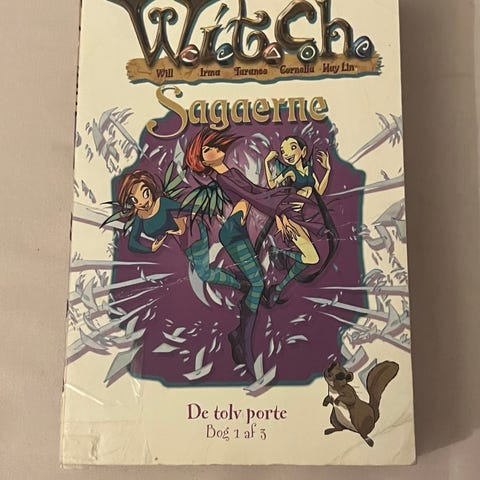 W.i.t.c.h.
Will Irma Taranee Cornelia Hay Lin
Sagaerne
De tolv porte
Bog 1 af 3